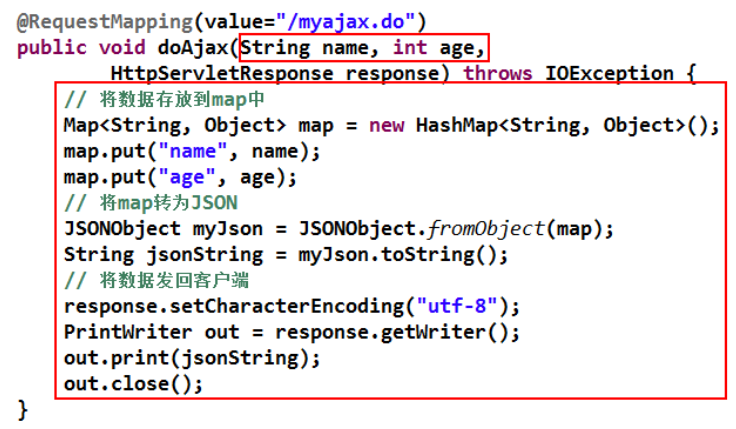 @RequestMapping(value="/myajax.do")
public void doAjax(String name, int age,
HttpServletResponse response) throws IOException {
// 将数据存放到map中
Map<String, Object> map = new HashMap<String, Object>();
map.put("name", name);
map.put("age", age);
// 将map转为JSON
JSONObject myJson = JSONObject.fromObject(map);
String jsonString = myJson.toString();
// 将数据发回客户端
response.setCharacterEncoding("utf-8");
PrintWriter out = response.getWriter();
out.print(jsonString);
out.close();
}